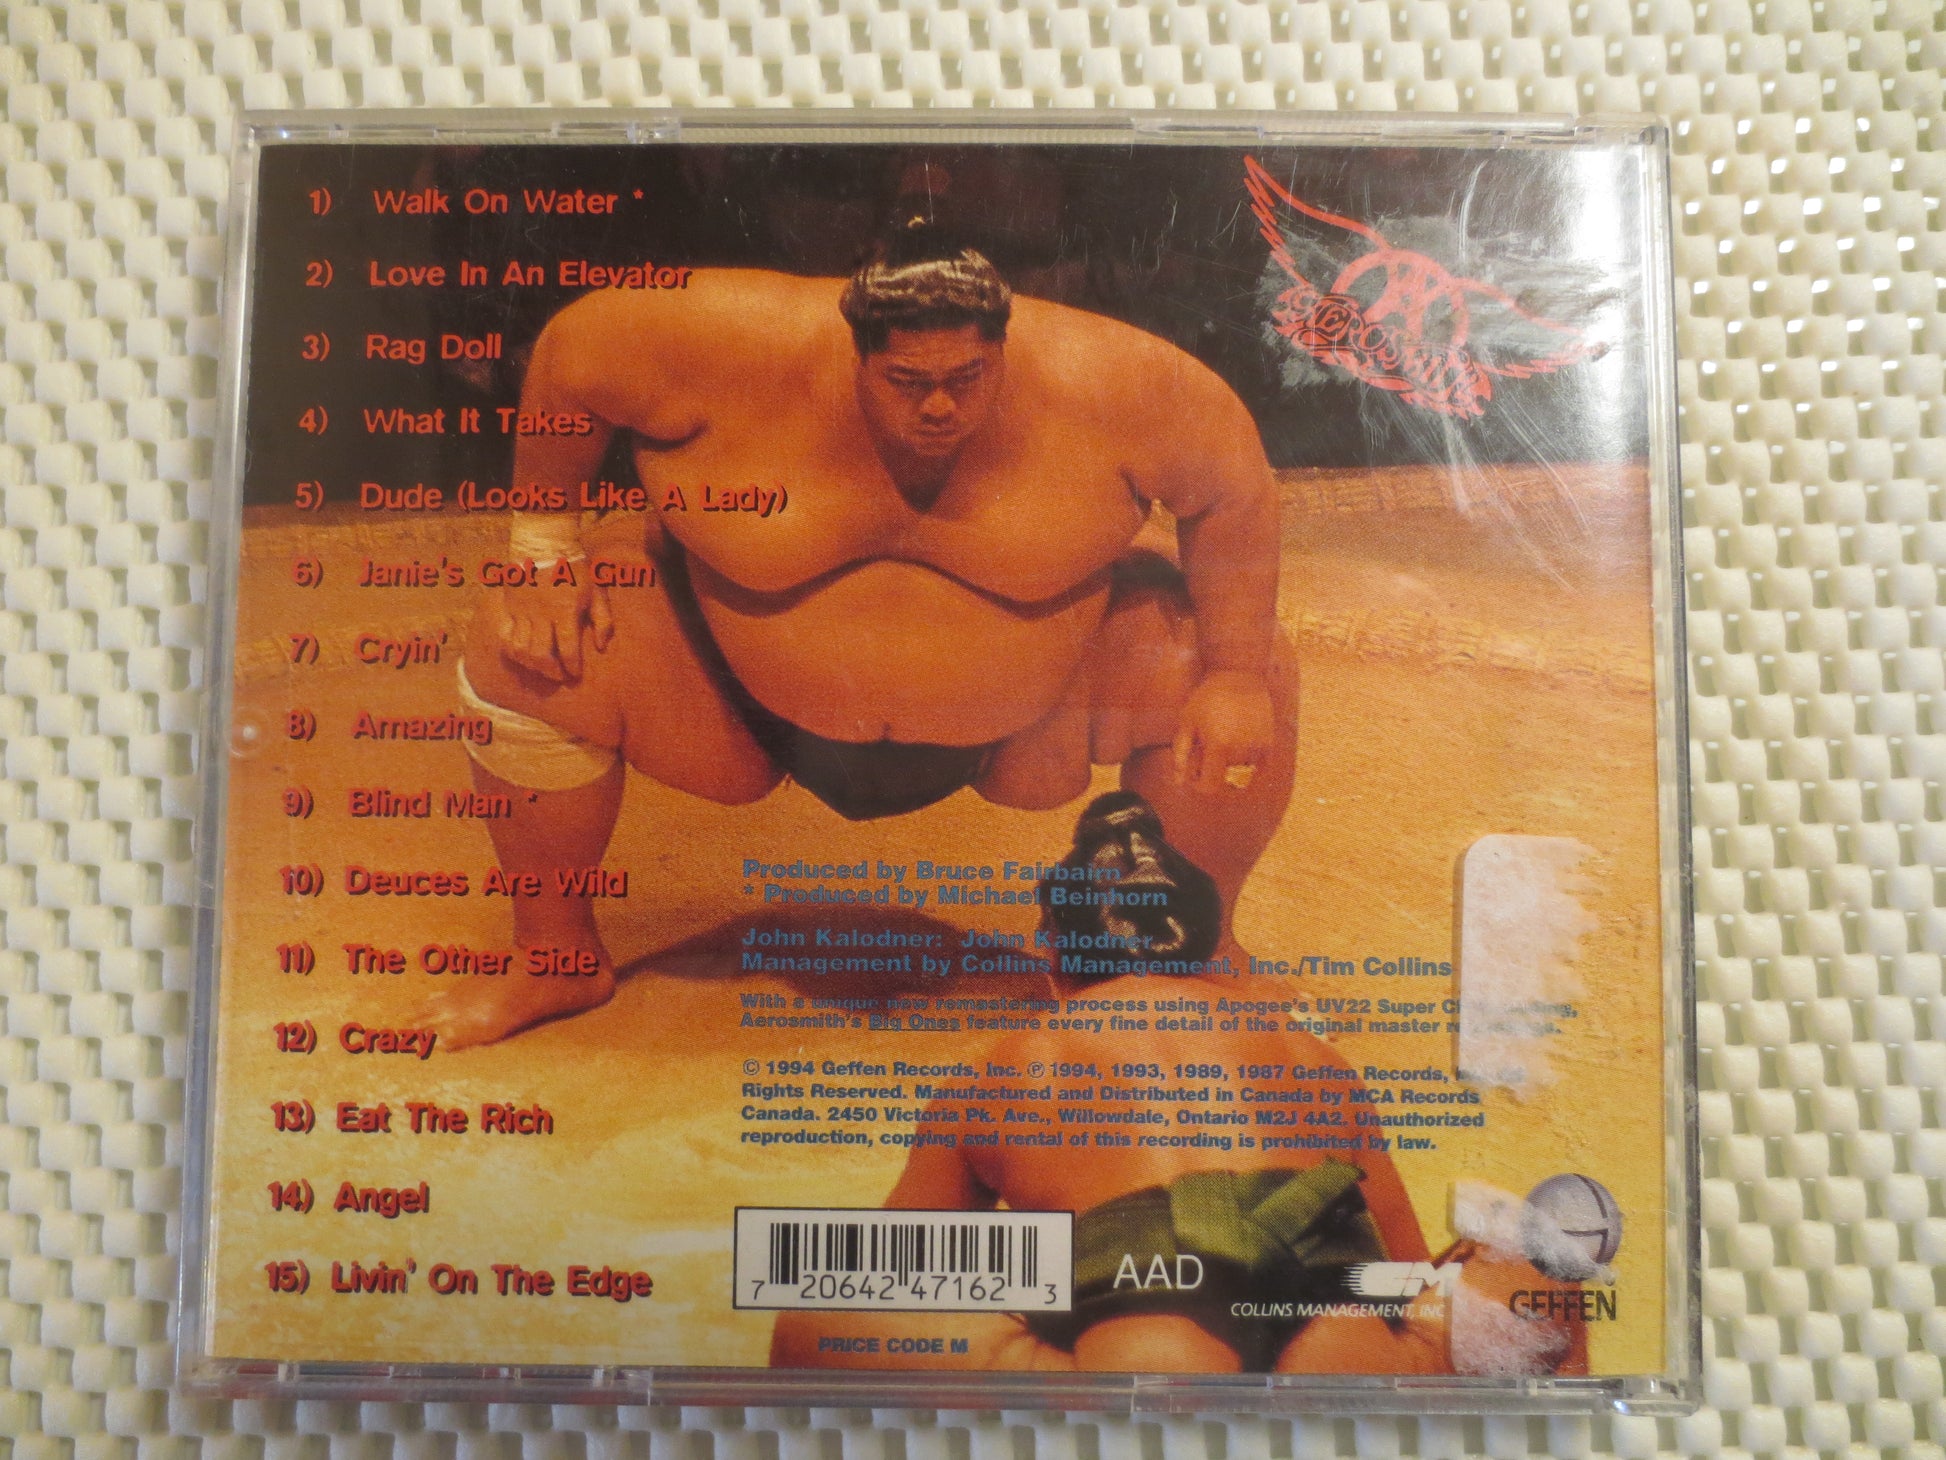 1) Walk On Water *
2) Love In An Elevator
3) Rag Doll
4) What It Takes
5) Dude (Looks Like A Lady)
6) Janie's Got A Gun
7) Cryin'
8) Amazing
9) Blind Man *
10) Deuces Are Wild
11) The Other Side
12) Crazy
13) Eat The Rich
14) Angel
15) Livin' On The Edge
AEROSMITH
Produced by Bruce Fairbairn
* Produced by Michael Beinhorn
John Kalodner: John Kalodner
Management by Collins Management, Inc./Tim Collins
With a unique new remastering process using Apogee's UV22 Super
Aerosmith's Big Ones feature every fine detail of the original master
© 1994 Geffen Records, Inc. ℗ 1994, 1993, 1989, 1987 Geffen Records,
Rights Reserved. Manufactured and Distributed in Canada by MCA Records
Canada. 2450 Victoria Pk. Ave., Willowdale, Ontario M2J 4A2. Unauthorized
reproduction, copying and rental of this recording is prohibited by law.
7 20642 47162 3
AAD
CM
COLLINS MANAGEMENT, INC
GEFFEN
PRICE CODE M